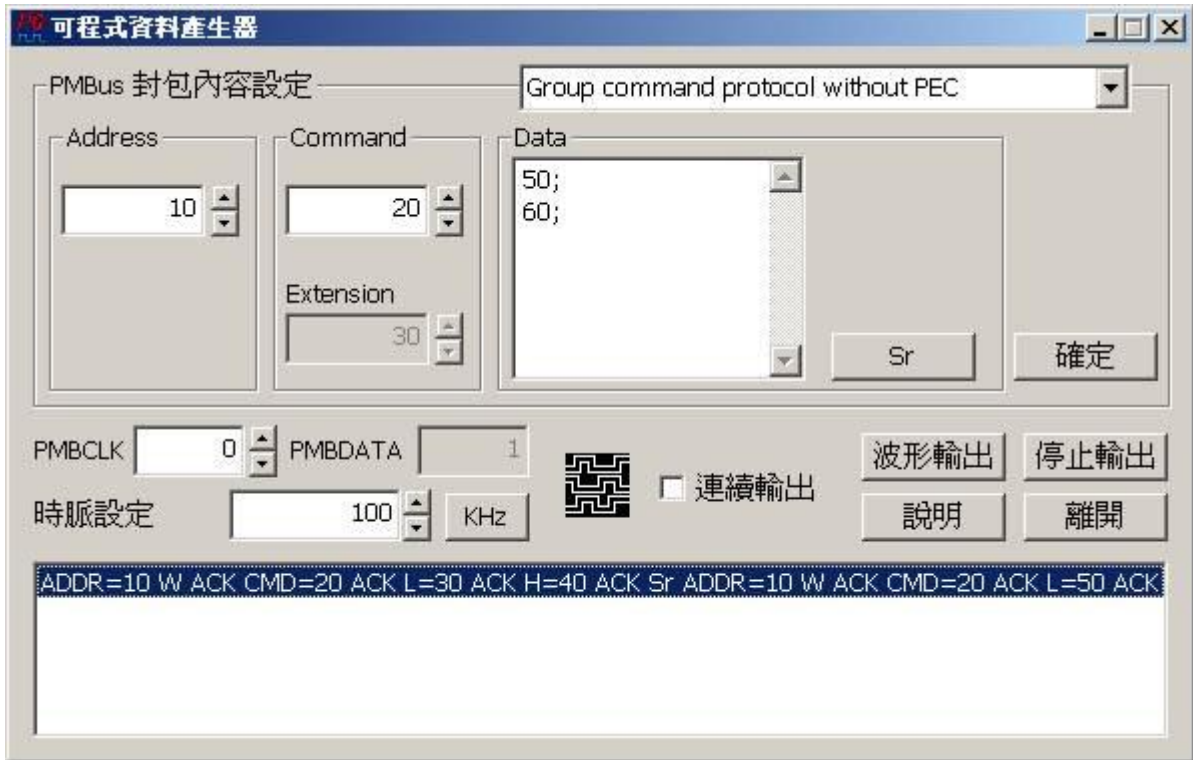 PG 可程式資料產生器
PMBus 封包內容設定 Group command protocol without PEC
Address
10
Command
20
Extension
30
Data
50;
60;
Sr
確定
PMBCLK 0 PMBDATA 1
時脈設定 100 KHz
連續輸出
波形輸出 停止輸出
說明 離開
ADDR=10 W ACK CMD=20 ACK L=30 ACK H=40 ACK Sr ADDR=10 W ACK CMD=20 ACK L=50 ACK